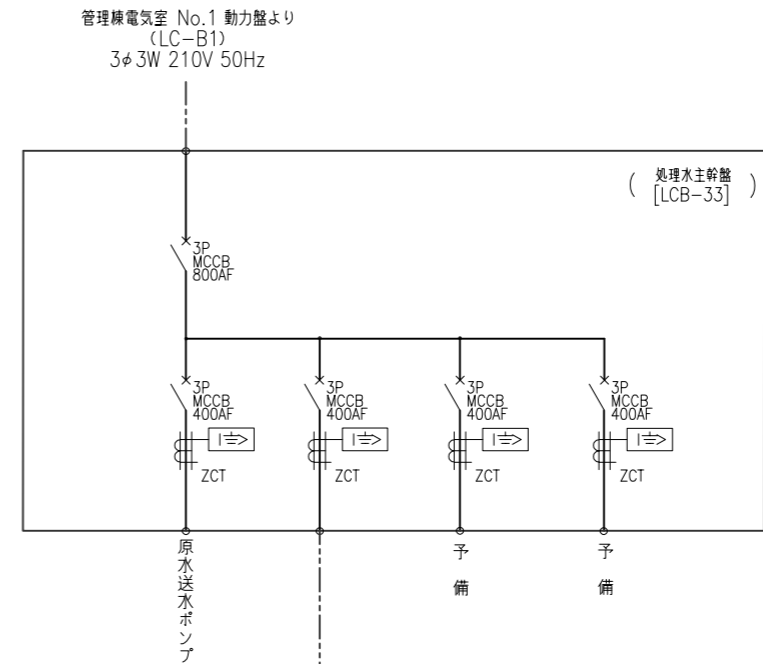 管理棟電気室 No.1 動力盤より
(LC-B1)
3φ3W 210V 50Hz
処理水主幹盤
[LCB-33]
3P
MCCB
800AF
3P
MCCB
400AF
ZCT
3P
MCCB
400AF
ZCT
3P
MCCB
400AF
ZCT
3P
MCCB
400AF
ZCT
原水送水ポンプ
予備
予備